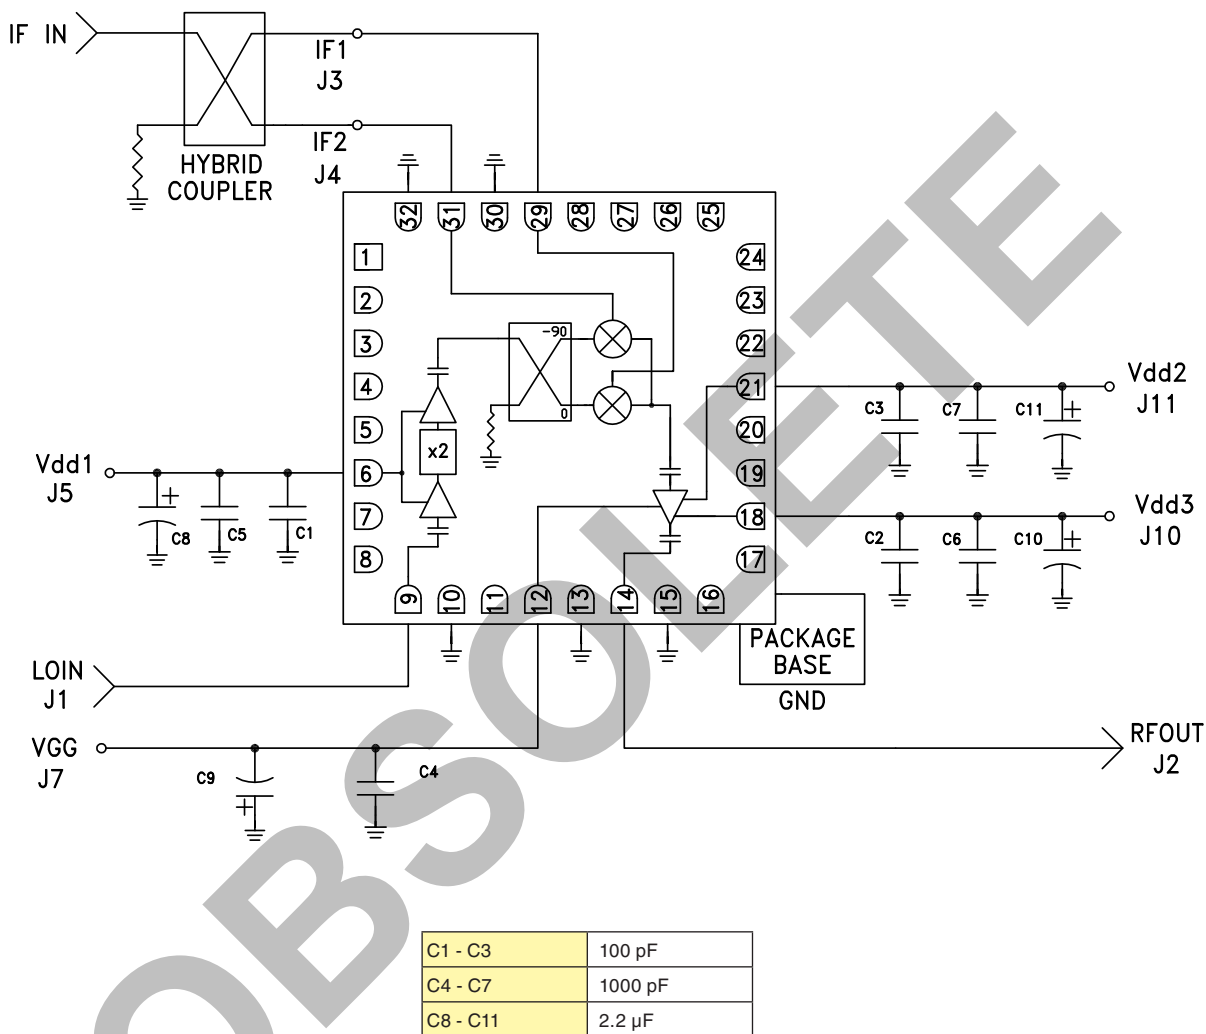 IF IN
IF1
J3
IF2
J4
HYBRID
COUPLER
32
31
30
29
28
27
26
25
1
2
3
4
5
6
7
8
24
23
22
21
20
19
18
17
9
10
11
12
13
14
15
16
-90
0
x2
Vdd1
J5
+
C8
C5
C1
Vdd2
J11
C3
C7
C11
+
Vdd3
J10
C2
C6
C10
+
PACKAGE
BASE
GND
LOIN
J1
VGG
J7
C9
+
C4
RFOUT
J2
OBSOLETE
C1 - C3 100 pF
C4 - C7 1000 pF
C8 - C11 2.2 µF